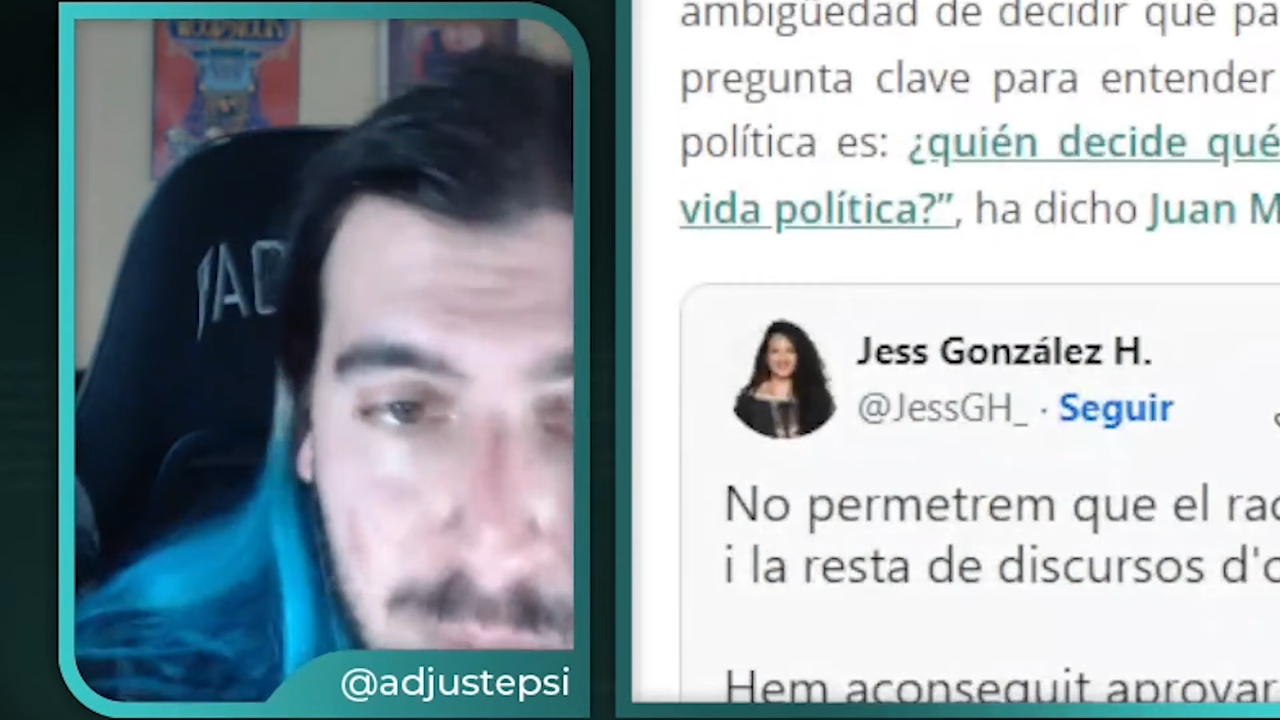 @adjustepsi
ambigüedad de decidir qué pa
pregunta clave para entender
política es: ¿quién decide qué
vida política?”, ha dicho Juan M
Jess González H.
@JessGH_ · Seguir
No permetrem que el rac
i la resta de discursos d'o
Hem aconseguit aprovar